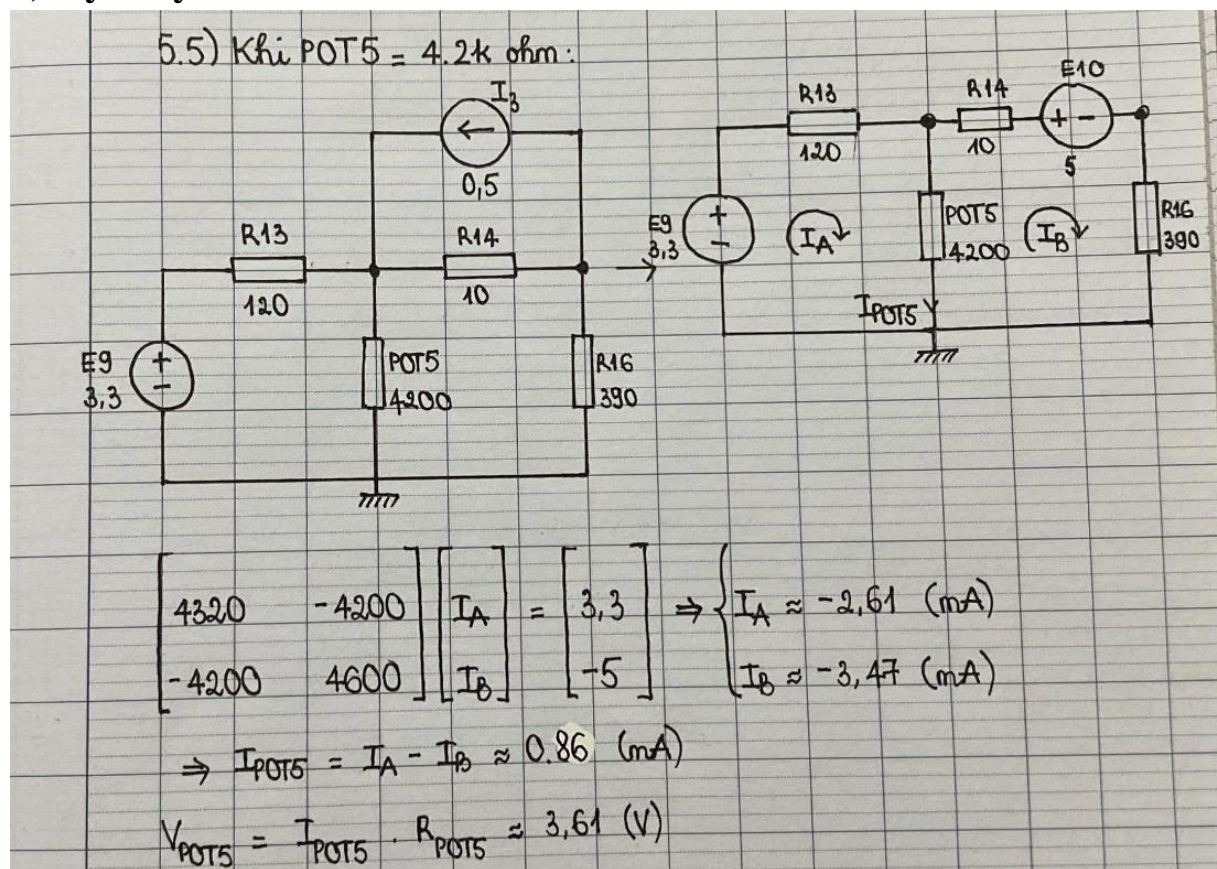 5.5) Khi POT5 = 4.2k ohm:
I3
0,5
R13
120
R14
10
E9
3,3
POT5
4200
R16
390
R13
120
R14
10
E10
5
E9
3,3
IA
POT5
4200
IB
R16
390
IPOT5
[4320 -4200] [IA] = [3,3] ⇒ { IA ≈ -2,61 (mA)
[-4200 4600] [IB] [-5] { IB ≈ -3,47 (mA)
⇒ IPOT5 = IA - IB ≈ 0.86 (mA)
VPOT5 = IPOT5 . RPOT5 ≈ 3,61 (V)